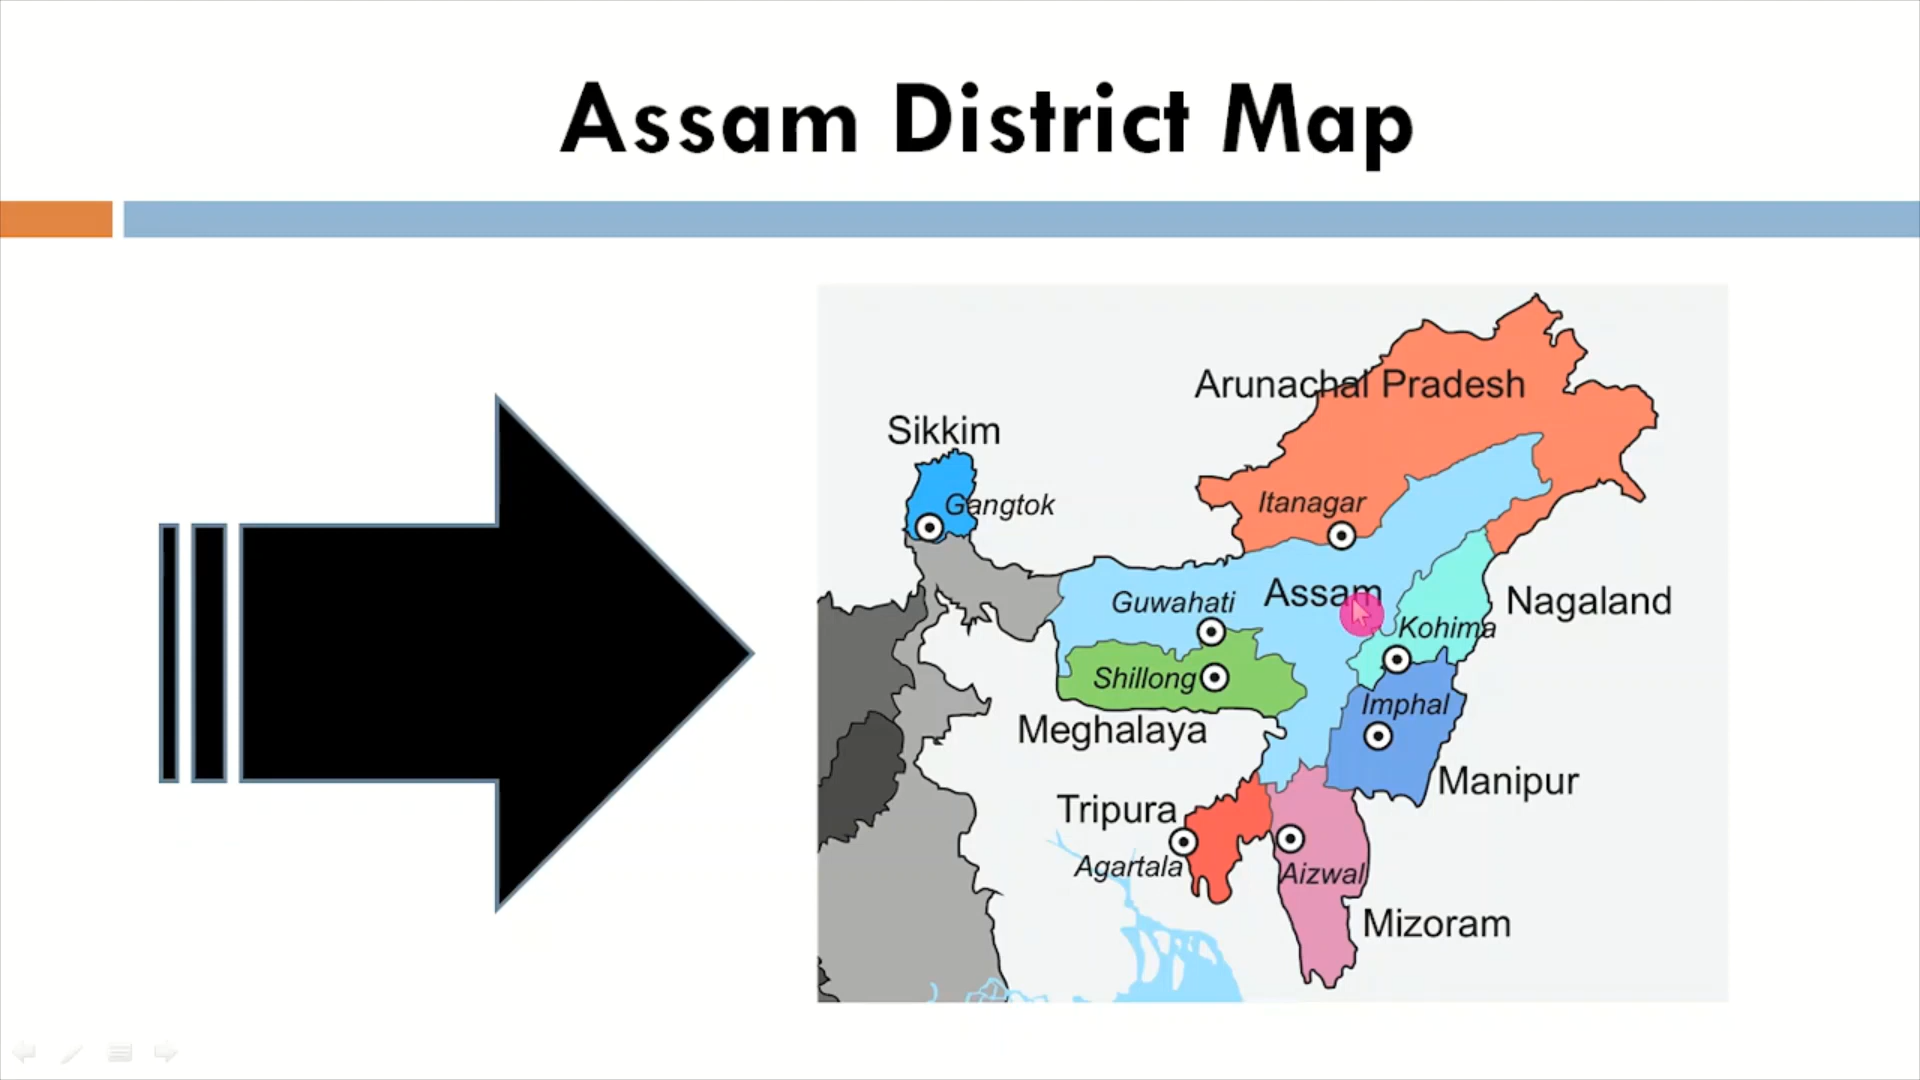 Assam District Map
Arunachal Pradesh
Sikkim
Gangtok
Itanagar
Assam
Guwahati
Nagaland
Kohima
Shillong
Imphal
Meghalaya
Manipur
Tripura
Agartala
Aizwal
Mizoram